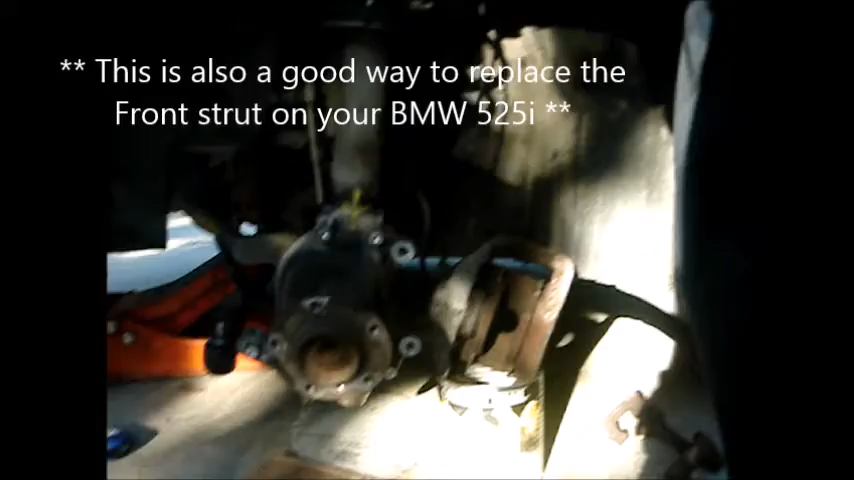 ** This is also a good way to replace the
Front strut on your BMW 525i **